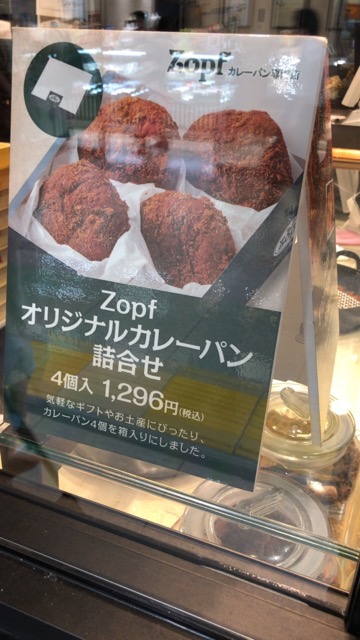 Zopf カレーパン専門店
Zopf
オリジナルカレーパン
詰合せ
4個入 1,296円(税込)
気軽なギフトやお土産にぴったり、
カレーパン4個を箱入りにしました。